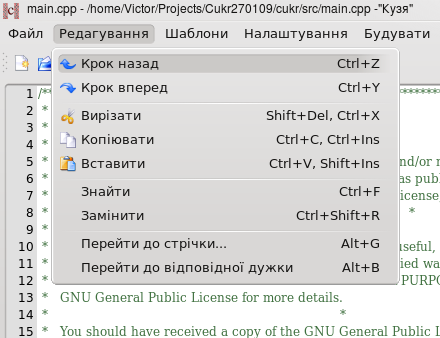 main.cpp - /home/Victor/Projects/Cukr270109/cukr/src/main.cpp -"Кузя"
Файл Редагування Шаблони Налаштування Будувати
1 /**
Крок назад Ctrl+Z
2 *
Крок вперед Ctrl+Y
3 *
Вирізати Shift+Del, Ctrl+X
4 *
Копіювати Ctrl+C, Ctrl+Ins
5 * nd/or m
Вставити Ctrl+V, Shift+Ins
6 * as publ
7 * icense,
Знайти Ctrl+F
8 * *
Замінити Ctrl+Shift+R
9 *
10 * useful,
Перейти до стрічки... Alt+G
11 * ied wa
Перейти до відповідної дужки Alt+B
12 * PURPO
13 * GNU General Public License for more details.
14 * *
15 * You should have received a copy of the GNU General Public L